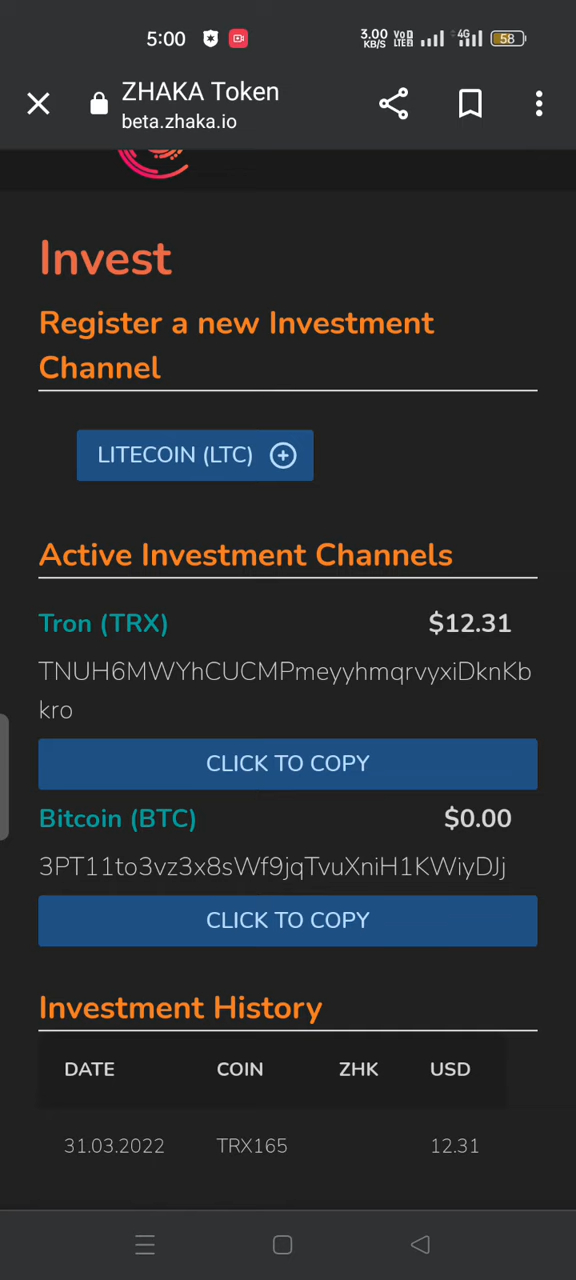 5:00 3.00 KB/S VoD LTE 4G 58
ZHAKA Token
beta.zhaka.io
Invest
Register a new Investment
Channel
LITECOIN (LTC)
Active Investment Channels
Tron (TRX) $12.31
TNUH6MWYhCUCMPmeyyhmqrvyxiDknKb
kro
CLICK TO COPY
Bitcoin (BTC) $0.00
3PT11to3vz3x8sWf9jqTvuXniH1KWiyDJj
CLICK TO COPY
Investment History
DATE COIN ZHK USD
31.03.2022 TRX165 12.31